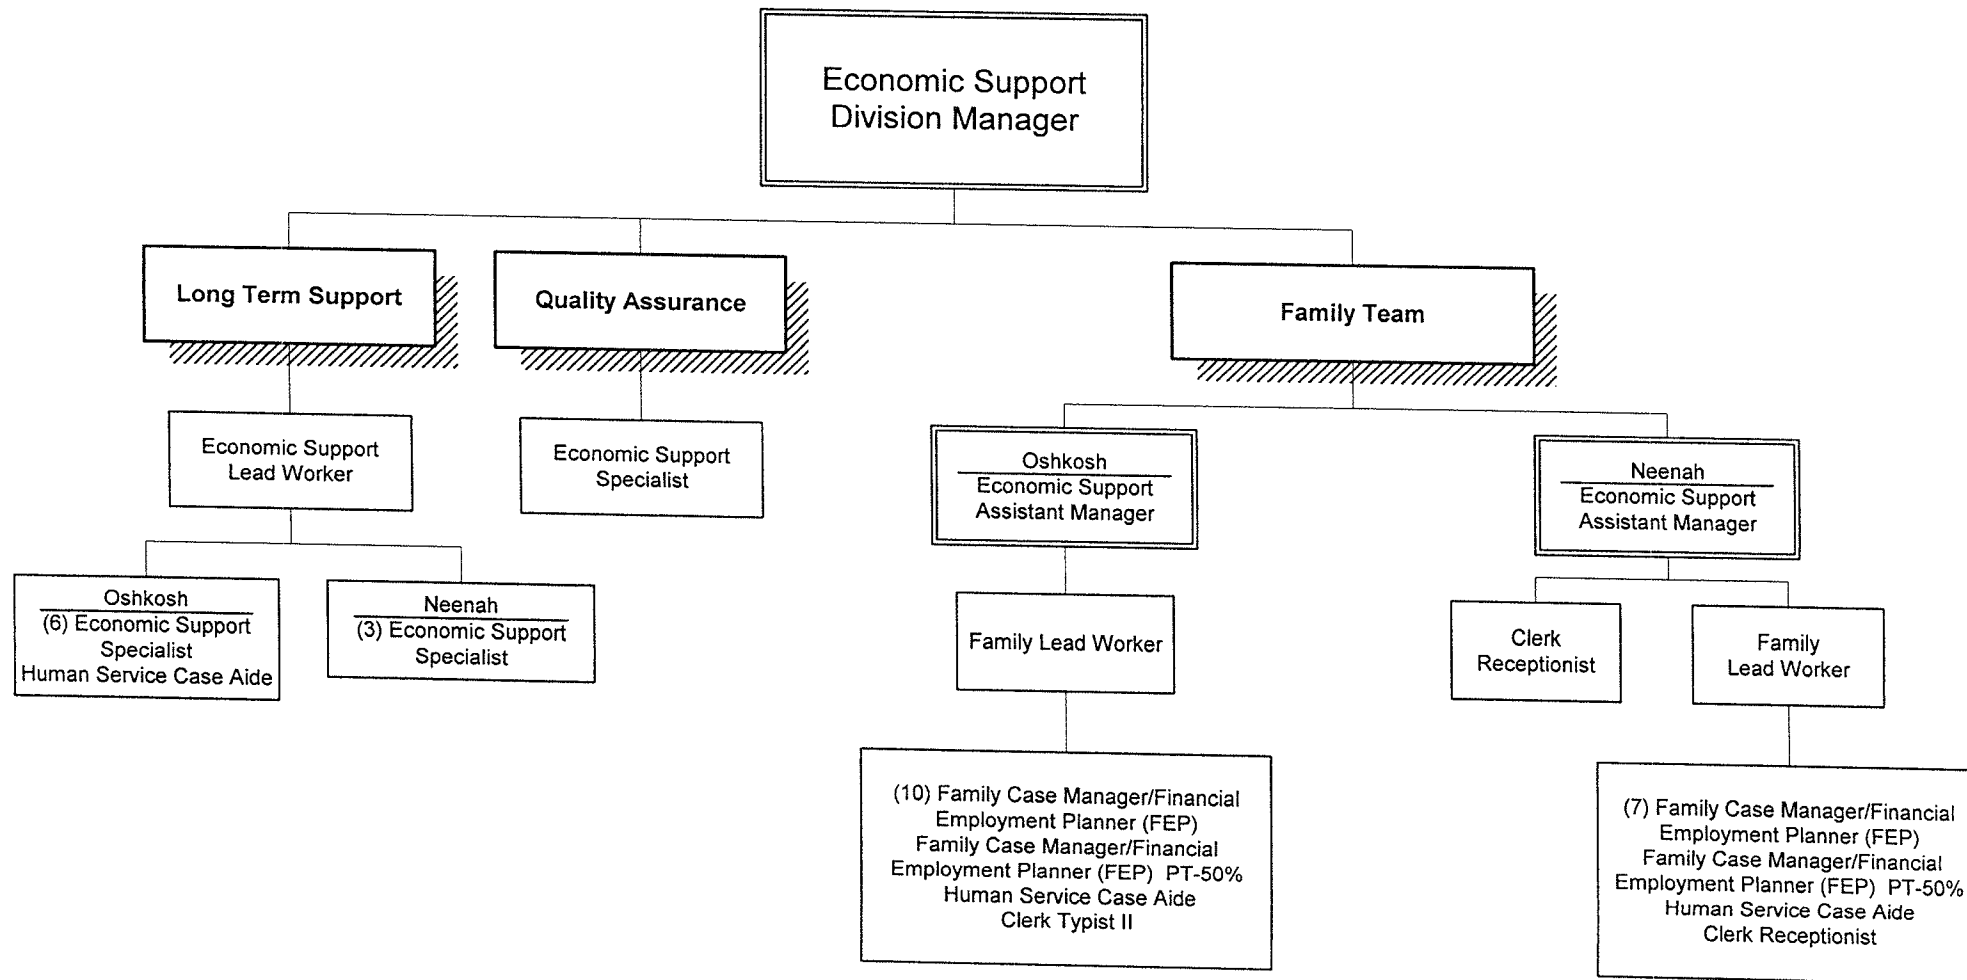 Economic Support
Division Manager
Long Term Support
Quality Assurance
Family Team
Economic Support
Lead Worker
Economic Support
Specialist
Oshkosh
Economic Support
Assistant Manager
Neenah
Economic Support
Assistant Manager
Oshkosh
(6) Economic Support
Specialist
Human Service Case Aide
Neenah
(3) Economic Support
Specialist
Family Lead Worker
Clerk
Receptionist
Family
Lead Worker
(10) Family Case Manager/Financial
Employment Planner (FEP)
Family Case Manager/Financial
Employment Planner (FEP) PT-50%
Human Service Case Aide
Clerk Typist II
(7) Family Case Manager/Financial
Employment Planner (FEP)
Family Case Manager/Financial
Employment Planner (FEP) PT-50%
Human Service Case Aide
Clerk Receptionist